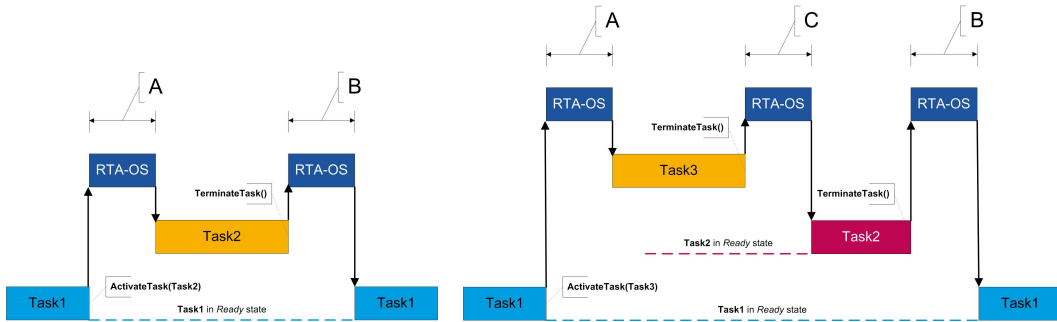 A
B
RTA-OS
RTA-OS
TerminateTask()
Task2
Task1
ActivateTask(Task2)
Task1 in Ready state
Task1
A
C
B
RTA-OS
RTA-OS
RTA-OS
TerminateTask()
Task3
TerminateTask()
Task2
Task2 in Ready state
Task1
ActivateTask(Task3)
Task1 in Ready state
Task1